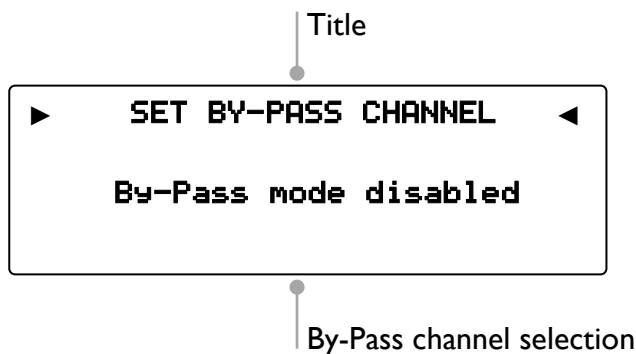 Title
► SET BY-PASS CHANNEL ◄
By-Pass mode disabled
By-Pass channel selection